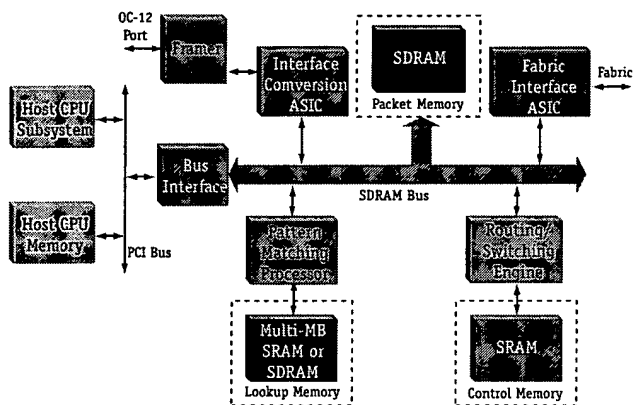 OC-12
Port
Framer
Interface
Conversion
ASIC
SDRAM
Packet Memory
Fabric
Interface
ASIC
Fabric
Host CPU
Subsystem
Bus
Interface
SDRAM Bus
Host CPU
Memory
PCI Bus
Pattern
Matching
Processor
Routing/
Switching
Engine
Multi-MB
SRAM or
SDRAM
Lookup Memory
SRAM
Control Memory